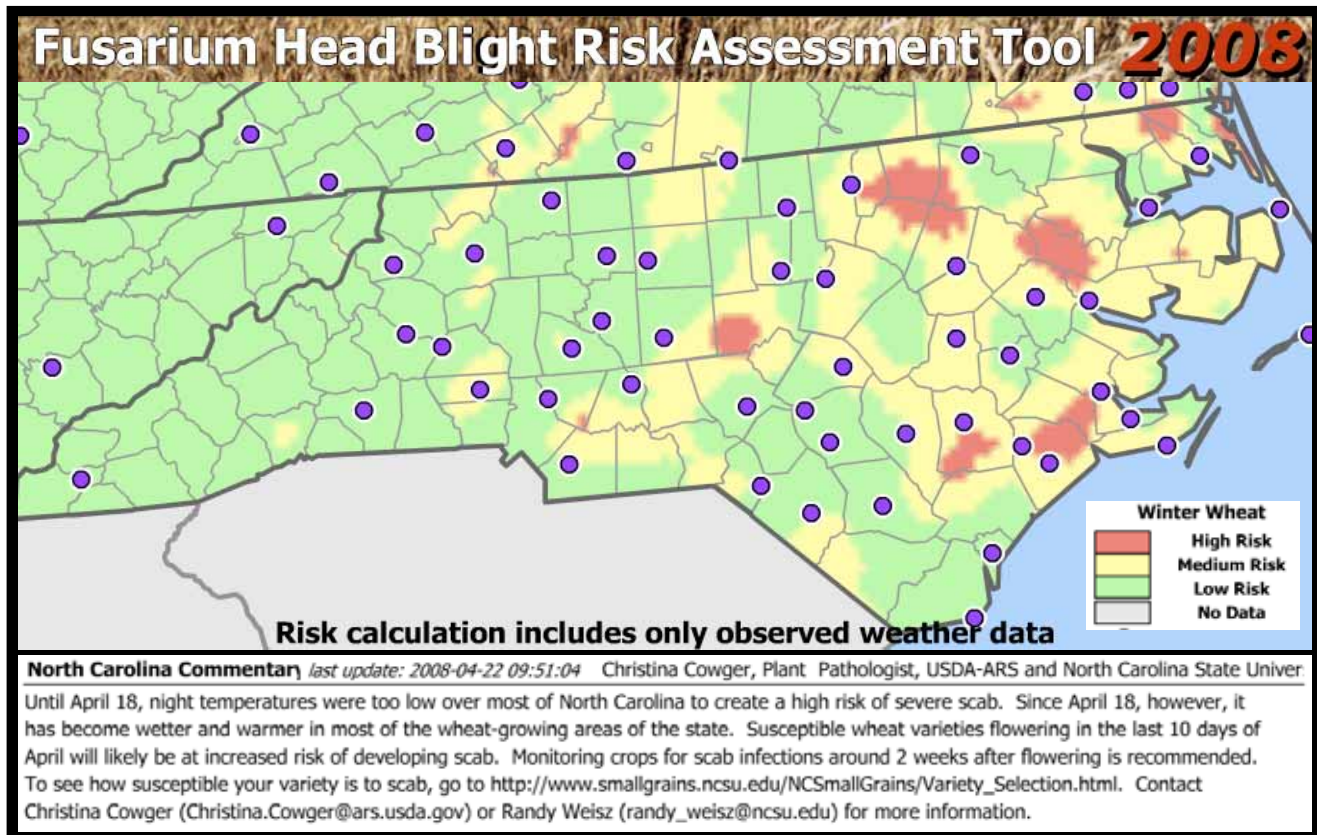 Fusarium Head Blight Risk Assessment Tool 2008
Winter Wheat
High Risk
Medium Risk
Low Risk
No Data
Risk calculation includes only observed weather data
North Carolina Commentary last update: 2008-04-22 09:51:04 Christina Cowger, Plant Pathologist, USDA-ARS and North Carolina State Univer
Until April 18, night temperatures were too low over most of North Carolina to create a high risk of severe scab. Since April 18, however, it
has become wetter and warmer in most of the wheat-growing areas of the state. Susceptible wheat varieties flowering in the last 10 days of
April will likely be at increased risk of developing scab. Monitoring crops for scab infections around 2 weeks after flowering is recommended.
To see how susceptible your variety is to scab, go to http://www.smallgrains.ncsu.edu/NCSmallGrains/Variety_Selection.html. Contact
Christina Cowger (Christina.Cowger@ars.usda.gov) or Randy Weisz (randy_weisz@ncsu.edu) for more information.